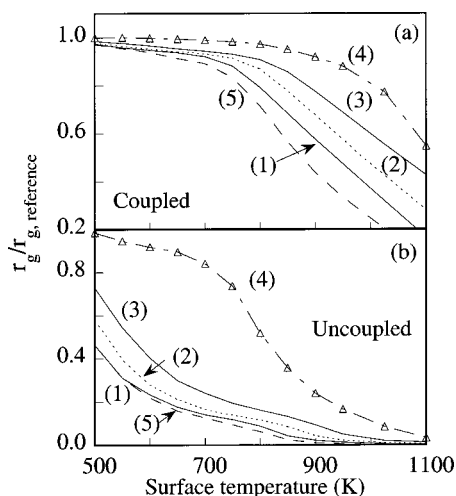 1.0
(a)
(4)
(3)
0.6
(5)
(2)
(1)
Coupled
0.2
r_g/r_g, reference
(b)
0.8
(4)
(3)
Uncoupled
0.4
(2)
(1)
(5)
0.0
500 700 900 1100
Surface temperature (K)